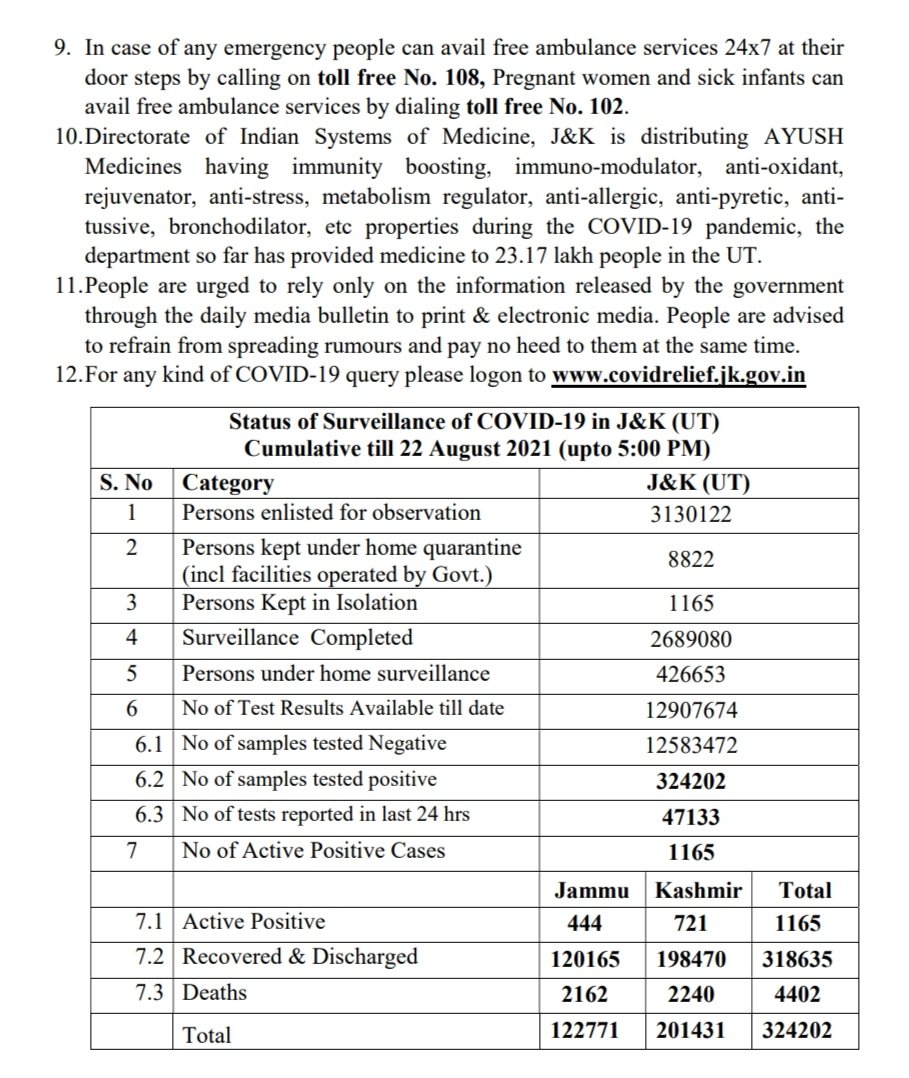 9. In case of any emergency people can avail free ambulance services 24x7 at their
door steps by calling on toll free No. 108, Pregnant women and sick infants can
avail free ambulance services by dialing toll free No. 102.
10.Directorate of Indian Systems of Medicine, J&K is distributing AYUSH
Medicines having immunity boosting, immuno-modulator, anti-oxidant,
rejuvenator, anti-stress, metabolism regulator, anti-allergic, anti-pyretic, anti-
tussive, bronchodilator, etc properties during the COVID-19 pandemic, the
department so far has provided medicine to 23.17 lakh people in the UT.
11.People are urged to rely only on the information released by the government
through the daily media bulletin to print & electronic media. People are advised
to refrain from spreading rumours and pay no heed to them at the same time.
12.For any kind of COVID-19 query please logon to www.covidrelief.jk.gov.in
Status of Surveillance of COVID-19 in J&K (UT)
Cumulative till 22 August 2021 (upto 5:00 PM)
S. No Category J&K (UT)
1 Persons enlisted for observation 3130122
2 Persons kept under home quarantine
(incl facilities operated by Govt.) 8822
3 Persons Kept in Isolation 1165
4 Surveillance Completed 2689080
5 Persons under home surveillance 426653
6 No of Test Results Available till date 12907674
6.1 No of samples tested Negative 12583472
6.2 No of samples tested positive 324202
6.3 No of tests reported in last 24 hrs 47133
7 No of Active Positive Cases 1165
Jammu Kashmir Total
7.1 Active Positive 444 721 1165
7.2 Recovered & Discharged 120165 198470 318635
7.3 Deaths 2162 2240 4402
Total 122771 201431 324202